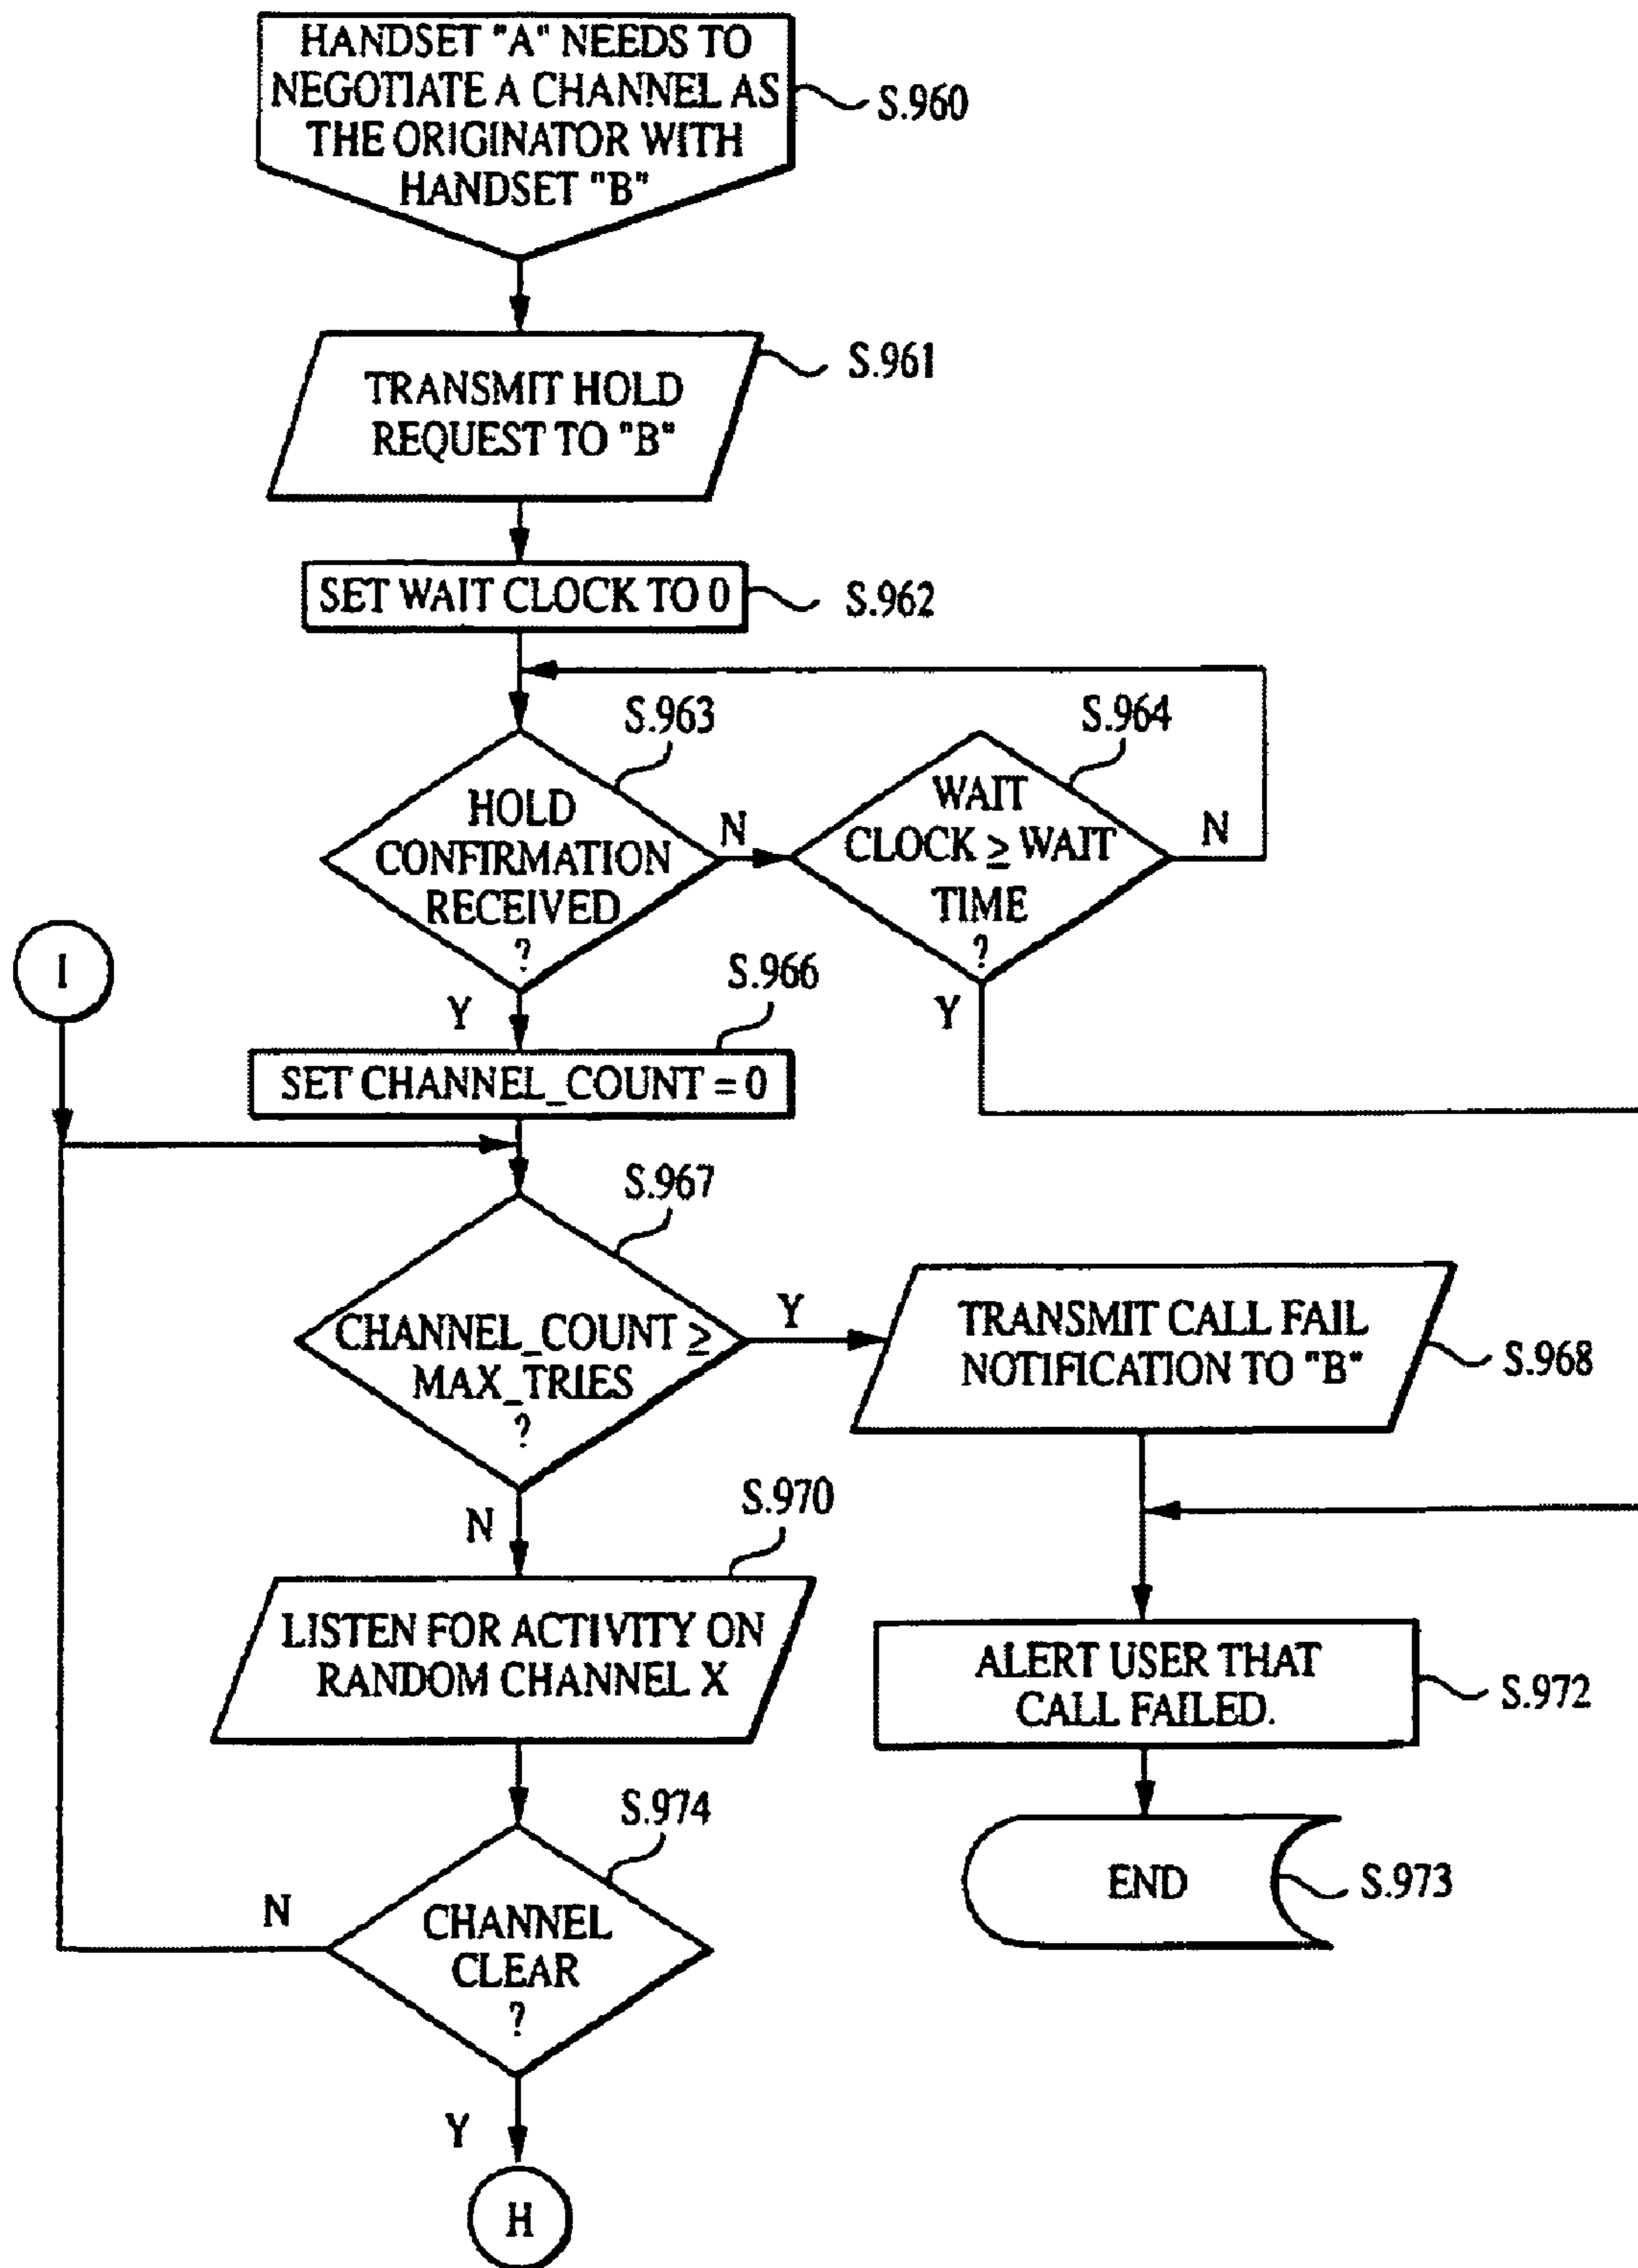 HANDSET "A" NEEDS TO
NEGOTIATE A CHANNEL AS
THE ORIGINATOR WITH
HANDSET "B"
S.960
TRANSMIT HOLD
REQUEST TO "B"
S.961
SET WAIT CLOCK TO 0
S.962
S.963
HOLD
CONFIRMATION
RECEIVED
?
N
Y
S.964
WAIT
CLOCK ≥ WAIT
TIME
?
N
Y
I
S.966
SET CHANNEL_COUNT = 0
S.967
CHANNEL_COUNT ≥
MAX_TRIES
?
Y
N
TRANSMIT CALL FAIL
NOTIFICATION TO "B"
S.968
S.970
LISTEN FOR ACTIVITY ON
RANDOM CHANNEL X
ALERT USER THAT
CALL FAILED.
S.972
S.974
CHANNEL
CLEAR
?
N
Y
END
S.973
H